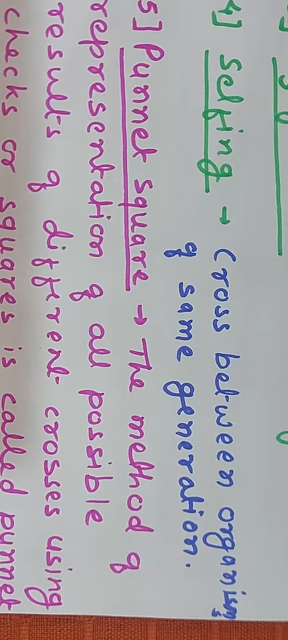 4] Selfing → Cross between organisms
of same generation.
5] Punnet square → The method of
representation of all possible
results of different crosses using
checks or squares is called punnet